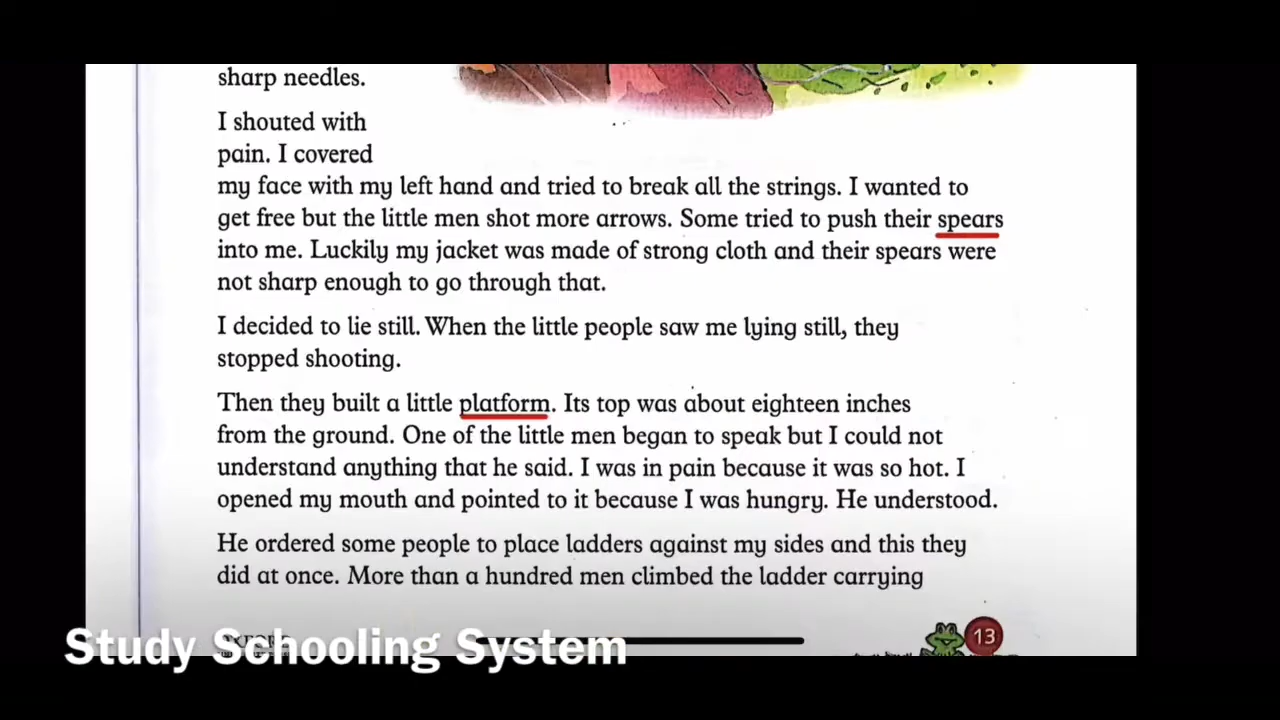 sharp needles.
I shouted with
pain. I covered
my face with my left hand and tried to break all the strings. I wanted to
get free but the little men shot more arrows. Some tried to push their spears
into me. Luckily my jacket was made of strong cloth and their spears were
not sharp enough to go through that.
I decided to lie still. When the little people saw me lying still, they
stopped shooting.
Then they built a little platform. Its top was about eighteen inches
from the ground. One of the little men began to speak but I could not
understand anything that he said. I was in pain because it was so hot. I
opened my mouth and pointed to it because I was hungry. He understood.
He ordered some people to place ladders against my sides and this they
did at once. More than a hundred men climbed the ladder carrying
13
Study Schooling System